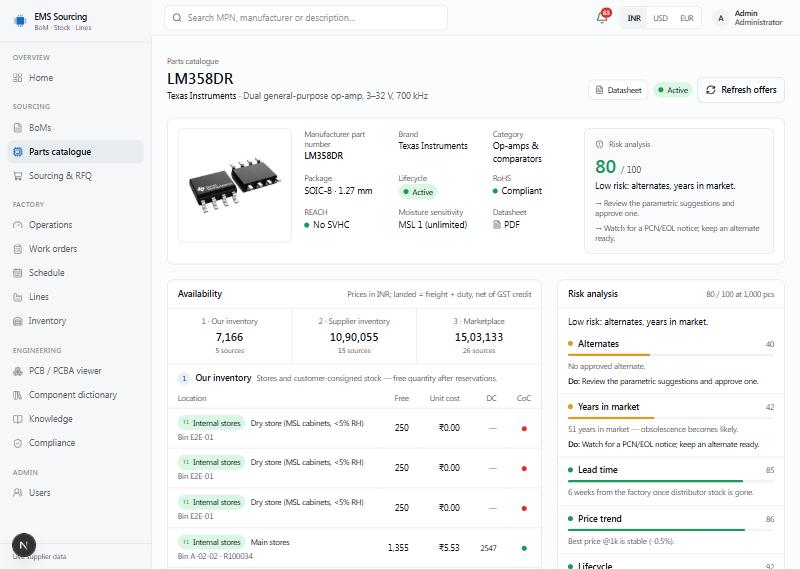 EMS Sourcing
BoM · Stock · Lines
Search MPN, manufacturer or description...
63
INR USD EUR
A
Admin
Administrator
OVERVIEW
Home
SOURCING
BoMs
Parts catalogue
Sourcing & RFQ
FACTORY
Operations
Work orders
Schedule
Lines
Inventory
ENGINEERING
PCB / PCBA viewer
Component dictionary
Knowledge
Compliance
ADMIN
Users
N
Live supplier data
Parts catalogue
LM358DR
Texas Instruments · Dual general-purpose op-amp, 3–32 V, 700 kHz
Datasheet
Active
Refresh offers
Manufacturer part number
LM358DR
Brand
Texas Instruments
Category
Op-amps & comparators
Package
SOIC-8 · 1.27 mm
Lifecycle
Active
RoHS
Compliant
REACH
No SVHC
Moisture sensitivity
MSL 1 (unlimited)
Datasheet
PDF
Risk analysis
80 / 100
Low risk: alternates, years in market.
→ Review the parametric suggestions and approve one.
→ Watch for a PCN/EOL notice; keep an alternate ready.
Availability
Prices in INR; landed = freight + duty, net of GST credit
1 · Our inventory
7,166
5 sources
2 · Supplier inventory
10,90,055
15 sources
3 · Marketplace
15,03,133
26 sources
1 Our inventory Stores and customer-consigned stock — free quantity after reservations.
Location Free Unit cost DC CoC
T1 Internal stores Dry store (MSL cabinets, <5% RH) 250 ₹0.00 —
Bin E2E-01
T1 Internal stores Dry store (MSL cabinets, <5% RH) 250 ₹0.00 —
Bin E2E-01
T1 Internal stores Dry store (MSL cabinets, <5% RH) 250 ₹0.00 —
Bin E2E-01
T1 Internal stores Main stores 1,355 ₹5.53 2547
Bin A-02-02 · R100034
Risk analysis
80 / 100 at 1,000 pcs
Low risk: alternates, years in market.
Alternates 40
No approved alternate.
Do: Review the parametric suggestions and approve one.
Years in market 42
51 years in market — obsolescence becomes likely.
Do: Watch for a PCN/EOL notice; keep an alternate ready.
Lead time 85
6 weeks from the factory once distributor stock is gone.
Price trend 86
Best price @1k is stable (-0.5%).
Lifecycle 92